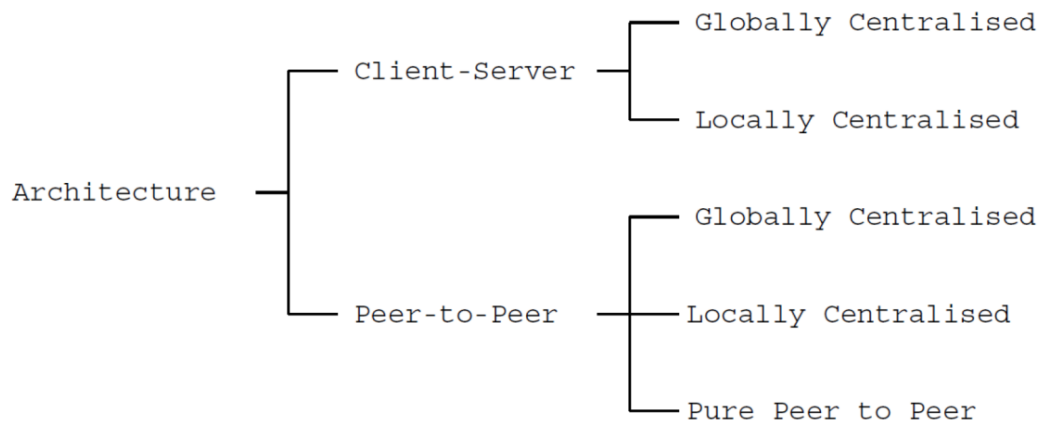 Globally Centralised
Client-Server
Locally Centralised
Architecture
Globally Centralised
Peer-to-Peer
Locally Centralised
Pure Peer to Peer